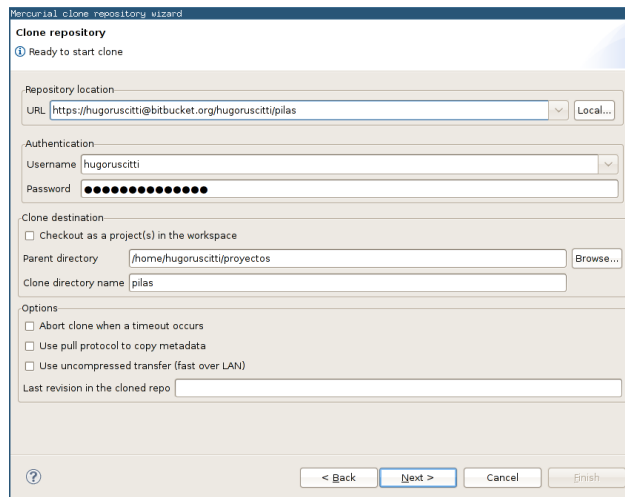 Mercurial clone repository wizard
Clone repository
Ready to start clone
Repository location
URL https://hugoruscitti@bitbucket.org/hugoruscitti/pilas Local...
Authentication
Username hugoruscitti
Password ●●●●●●●●●●●●●●
Clone destination
Checkout as a project(s) in the workspace
Parent directory /home/hugoruscitti/proyectos Browse...
Clone directory name pilas
Options
Abort clone when a timeout occurs
Use pull protocol to copy metadata
Use uncompressed transfer (fast over LAN)
Last revision in the cloned repo
? < Back Next > Cancel Finish